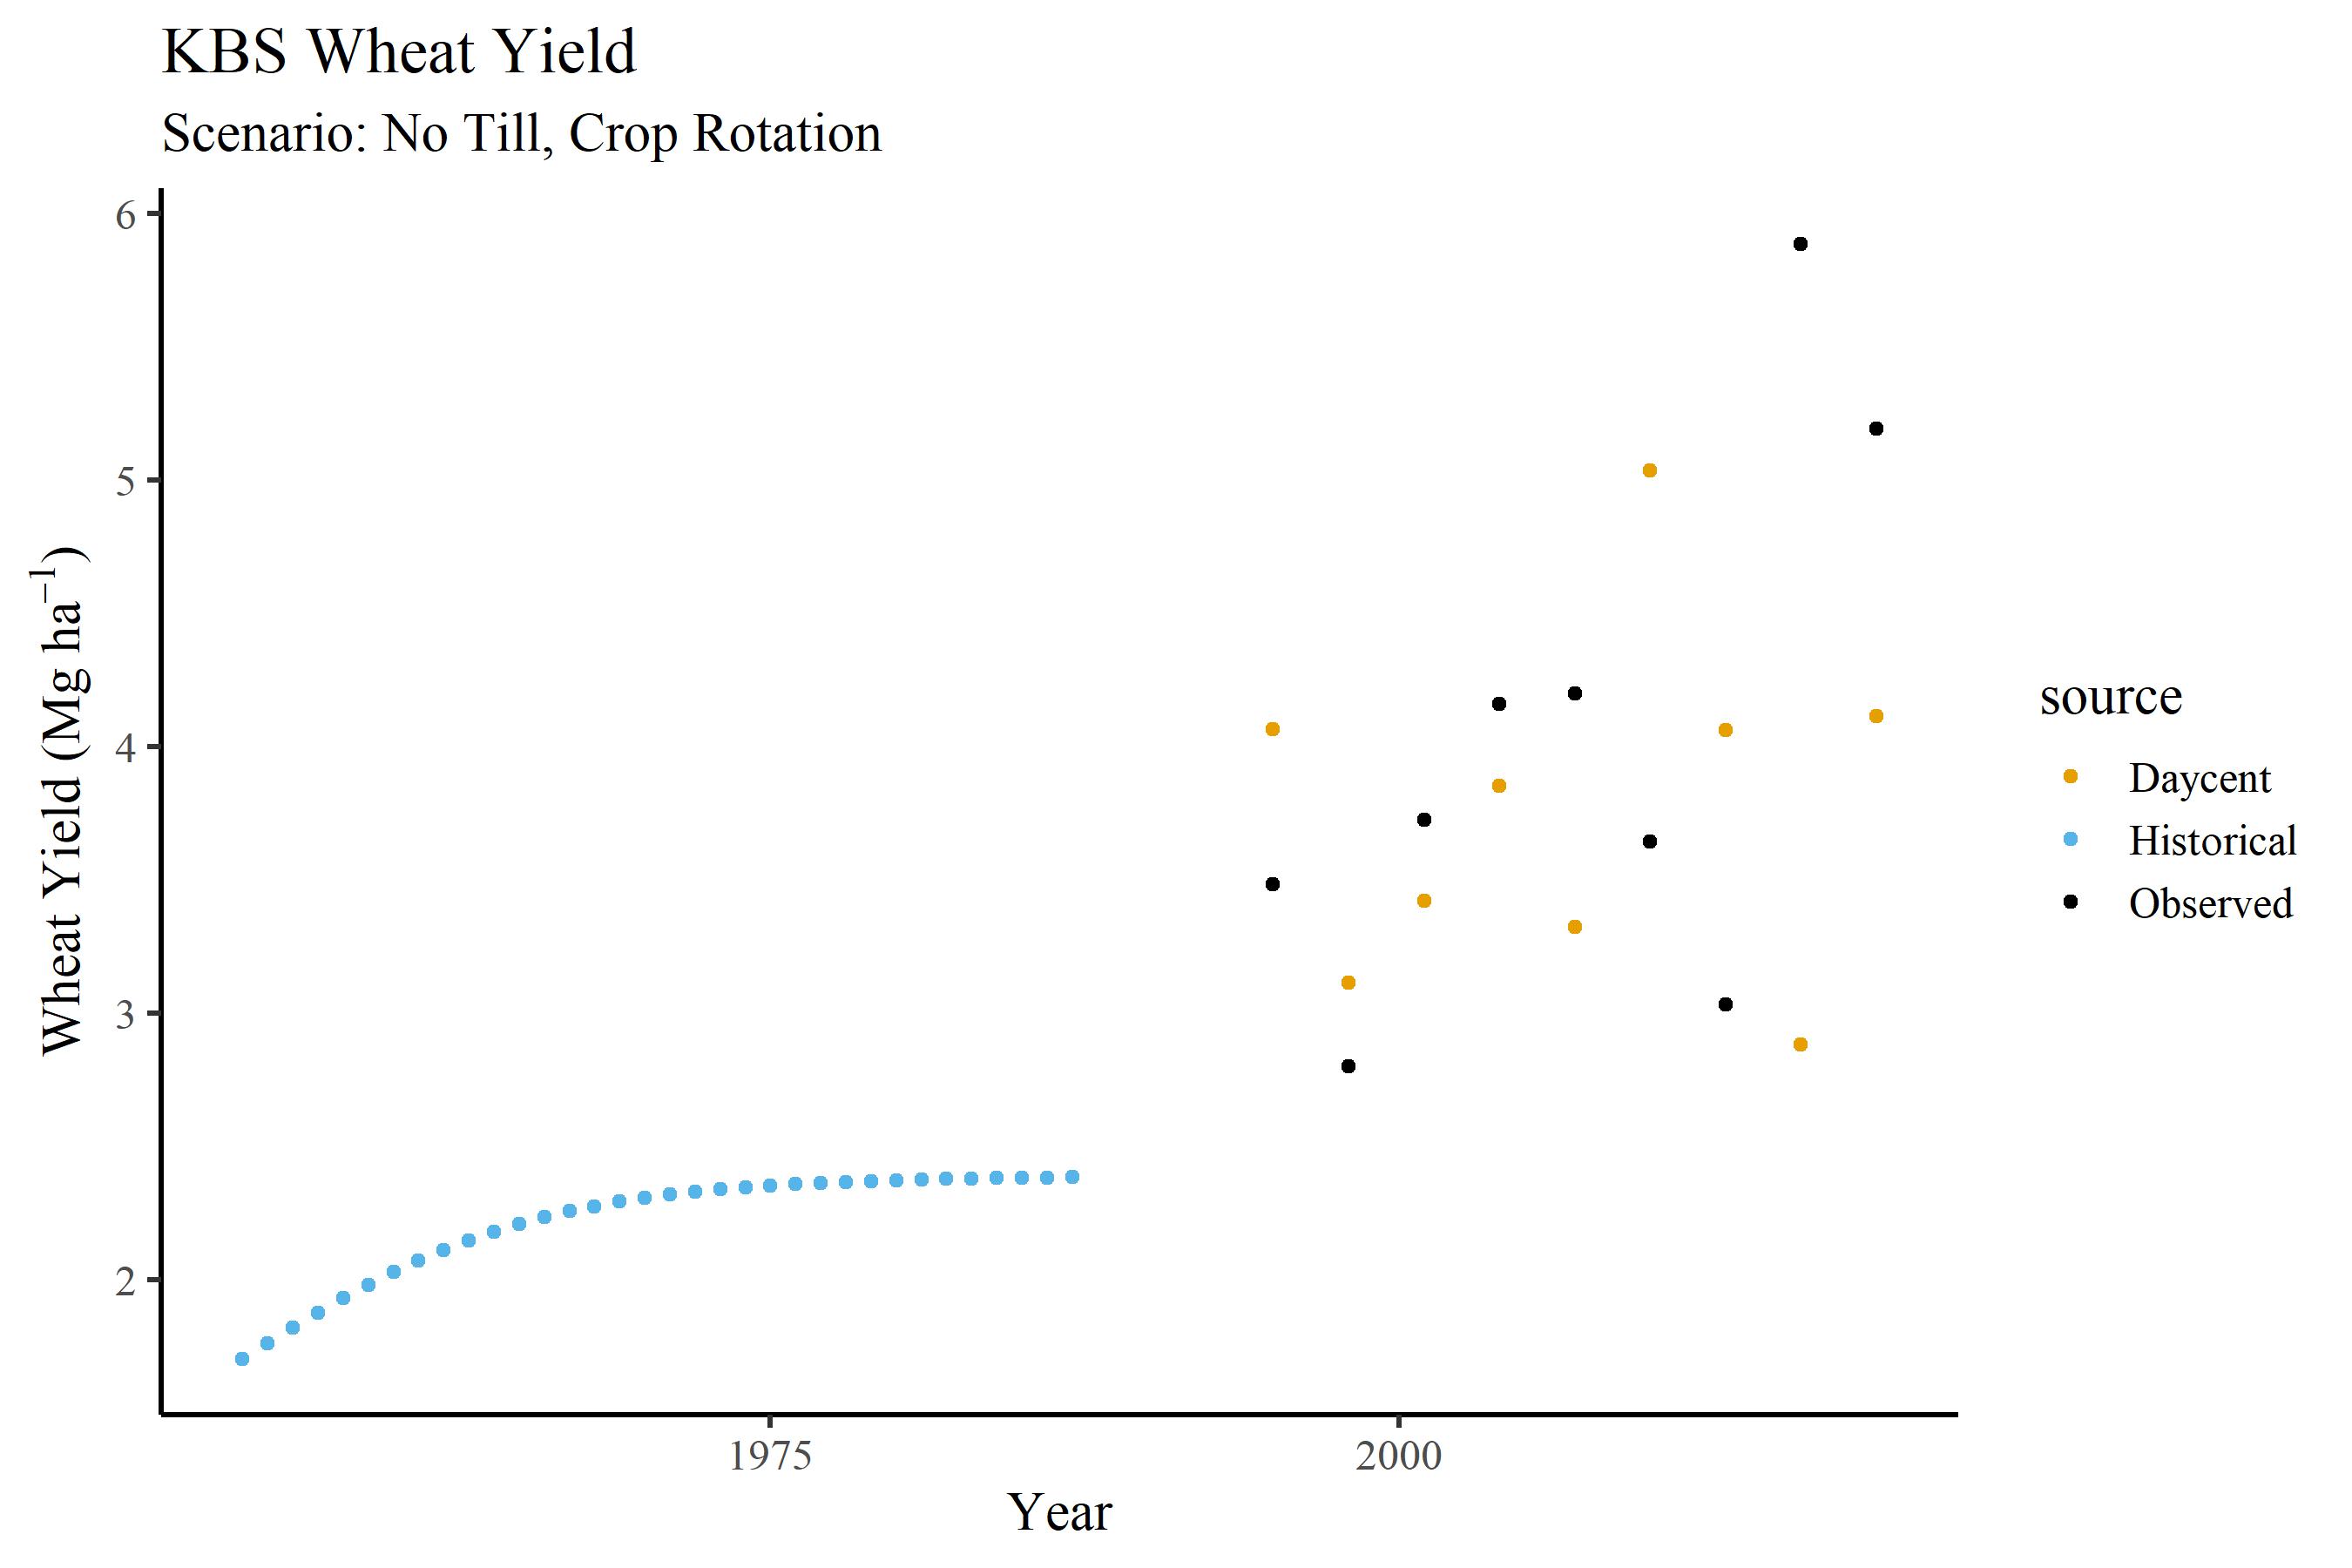 KBS Wheat Yield
Scenario: No Till, Crop Rotation
Wheat Yield (Mg ha⁻¹)
6
5
4
3
2
1975
2000
Year
source
Daycent
Historical
Observed